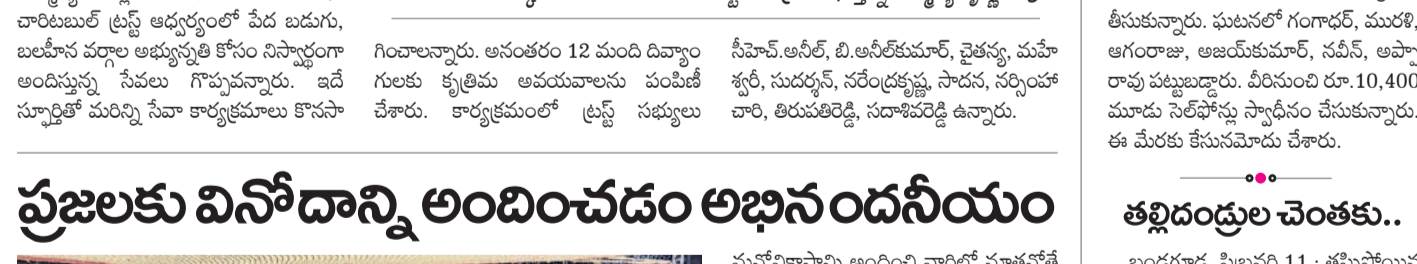 చారిటబుల్ ట్రస్ట్ ఆధ్వర్యంలో పేద బడుగు,
బలహీన వర్గాల అభ్యున్నతి కోసం నిస్వార్థంగా
అందిస్తున్న సేవలు గొప్పవన్నారు. ఇదే
స్ఫూర్తితో మరిన్ని సేవా కార్యక్రమాలు కొనసా
గించాలన్నారు. అనంతరం 12 మంది దివ్యాం
గులకు కృత్రిమ అవయవాలను పంపిణీ
చేశారు. కార్యక్రమంలో ట్రస్ట్ సభ్యులు
సీహెచ్.అనీల్, బి.అనీల్‌కుమార్, చైతన్య, మహే
శ్వరీ, సుదర్శన్, నరేంద్రకృష్ణ, సాదన, నర్సింహా
చారి, తిరుపతిరెడ్డి, సదాశివరెడ్డి ఉన్నారు.
ప్రజలకు వినోదాన్ని అందించడం అభినందనీయం
తీసుకున్నారు. ఘటనలో గంగాధర్, మురళి,
ఆగంరాజు, అజయ్‌కుమార్, నవీన్, అప్పా
రావు పట్టుబడ్డారు. వీరినుంచి రూ.10,400
మూడు సెల్‌ఫోన్లు స్వాధీనం చేసుకున్నారు.
ఈ మేరకు కేసునమోదు చేశారు.
తల్లిదండ్రుల చెంతకు..